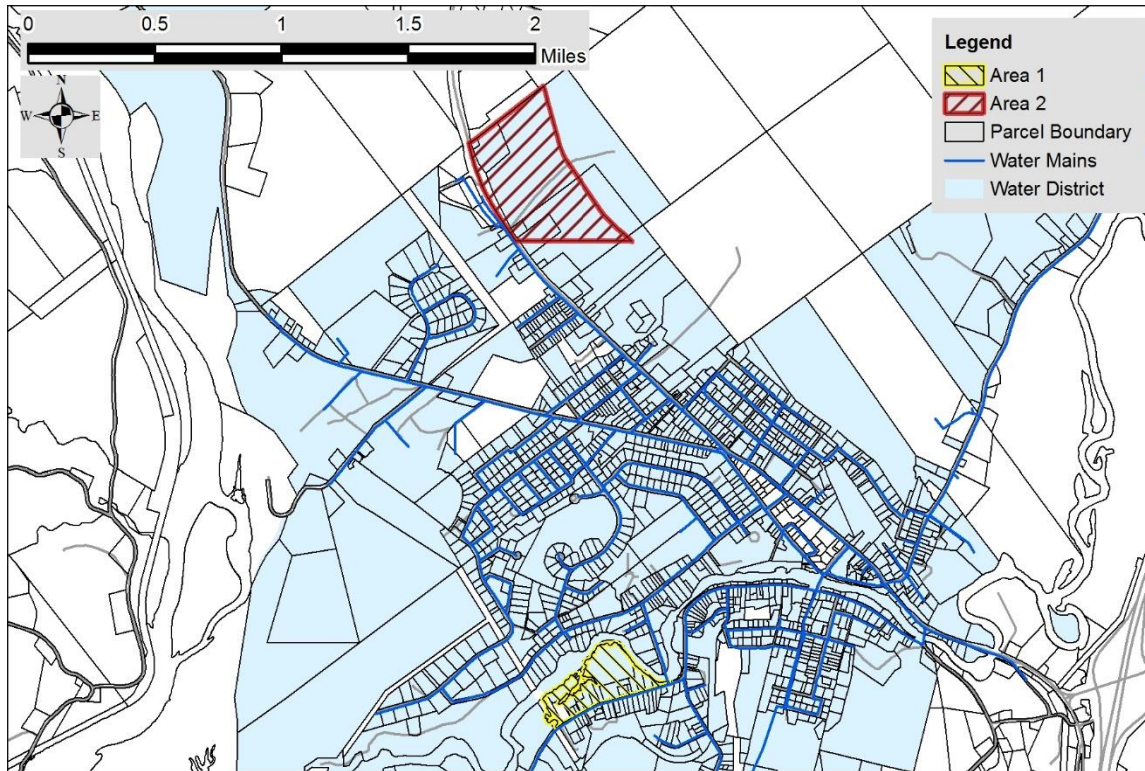 0 0.5 1 1.5 2
Miles
N
W E
S
Legend
Area 1
Area 2
Parcel Boundary
Water Mains
Water District